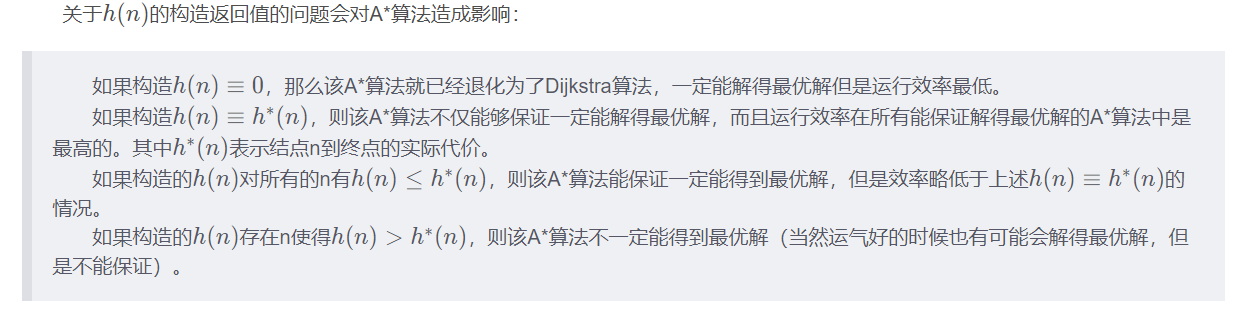 关于h(n)的构造返回值的问题会对A*算法造成影响：
如果构造h(n) ≡ 0，那么该A*算法就已经退化为了Dijkstra算法，一定能解得最优解但是运行效率最低。
如果构造h(n) ≡ h*(n)，则该A*算法不仅能够保证一定能解得最优解，而且运行效率在所有能保证解得最优解的A*算法中是
最高的。其中h*(n)表示结点n到终点的实际代价。
如果构造的h(n)对所有的n有h(n) ≤ h*(n)，则该A*算法能保证一定能得到最优解，但是效率略低于上述h(n) ≡ h*(n)的
情况。
如果构造的h(n)存在n使得h(n) > h*(n)，则该A*算法不一定能得到最优解（当然运气好的时候也有可能会解得最优解，但
是不能保证）。